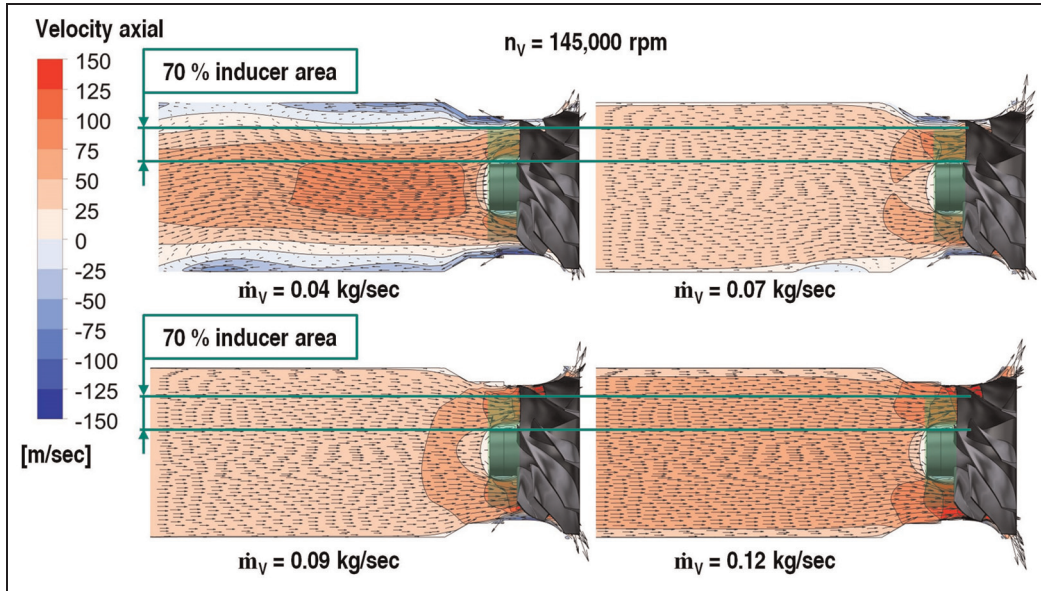 Velocity axial
n_V = 145,000 rpm
150
125
100
75
50
25
0
-25
-50
-75
-100
-125
-150
[m/sec]
70 % inducer area
ṁ_V = 0.04 kg/sec
ṁ_V = 0.07 kg/sec
70 % inducer area
ṁ_V = 0.09 kg/sec
ṁ_V = 0.12 kg/sec